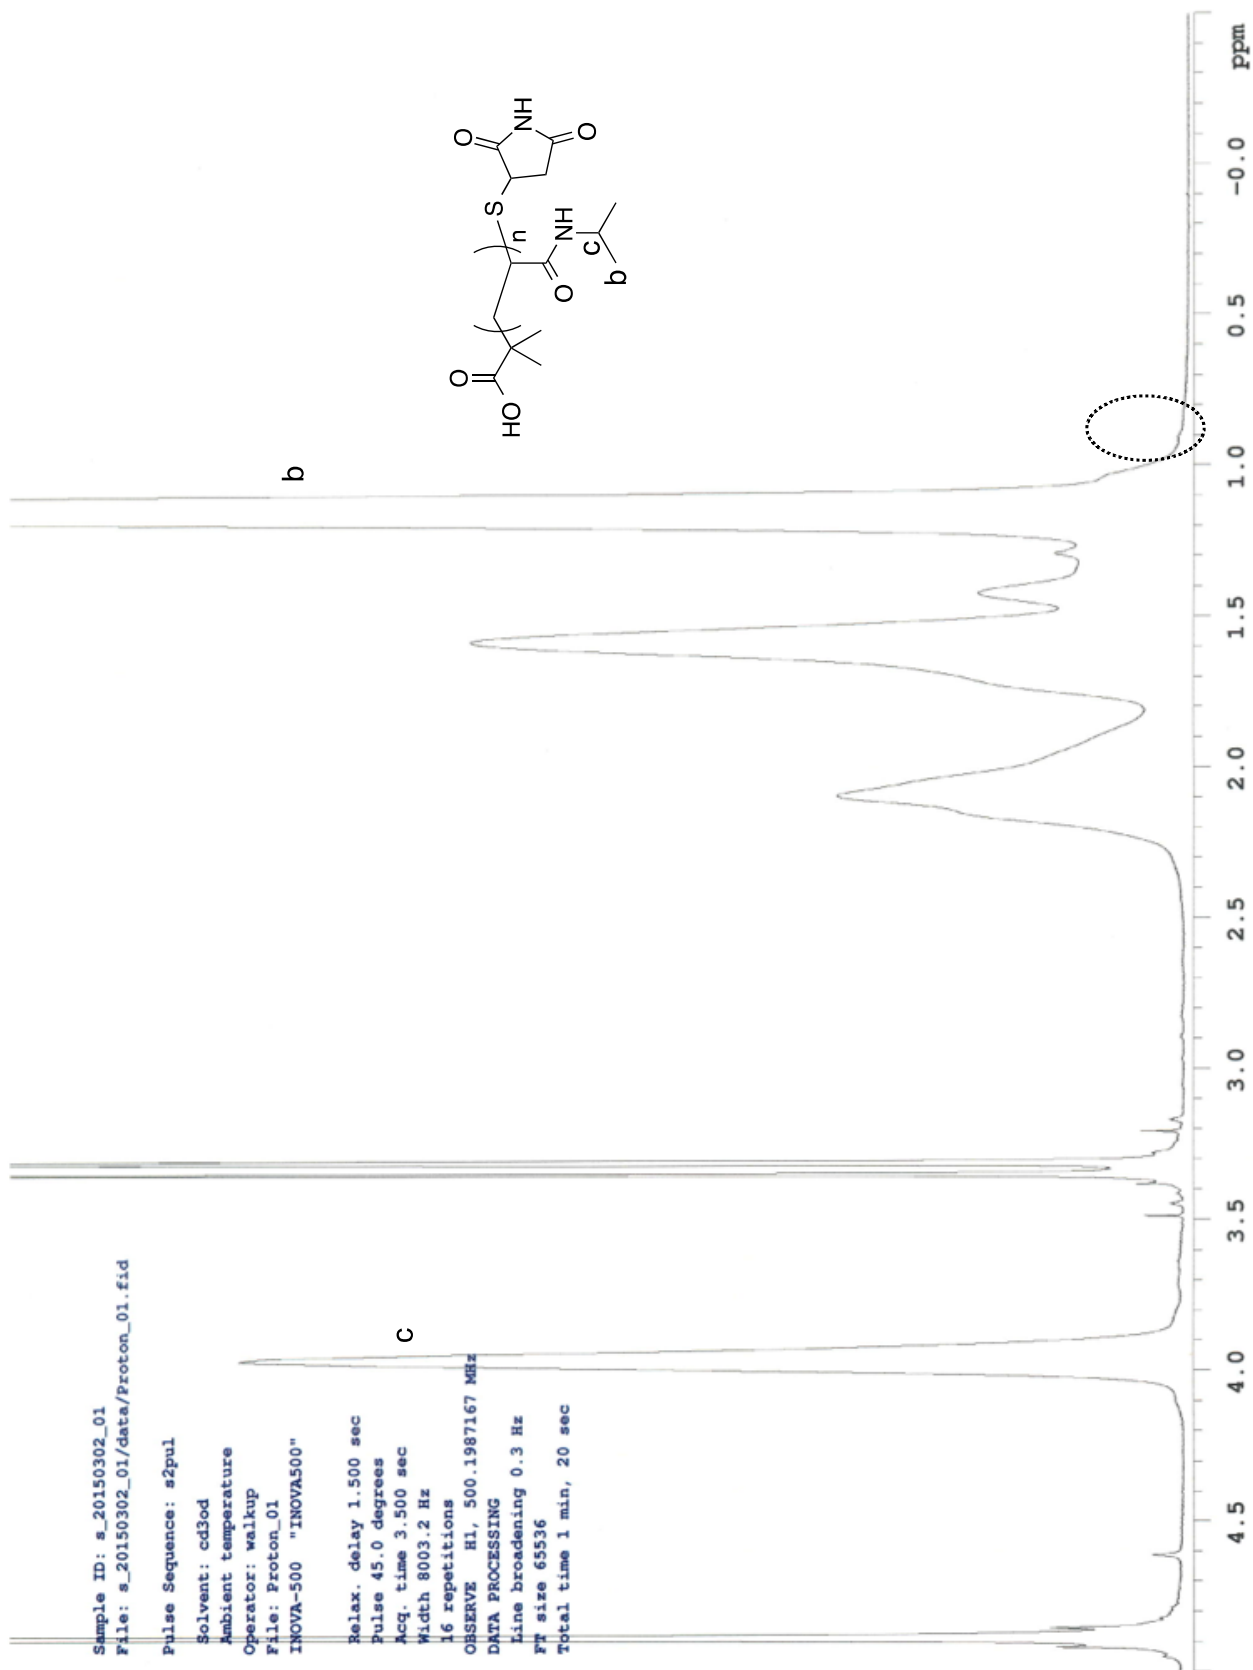 Sample ID: s_20150302_01
File: s_20150302_01/data/Proton_01.fid
Pulse Sequence: s2pul
Solvent: cd3od
Ambient temperature
Operator: walkup
File: Proton_01
INOVA-500 "INOVA500"
Relax. delay 1.500 sec
Pulse 45.0 degrees
Acq. time 3.500 sec
Width 8003.2 Hz
16 repetitions
OBSERVE H1, 500.1987167 MHz
DATA PROCESSING
Line broadening 0.3 Hz
FT size 65536
Total time 1 min, 20 sec
c
b
O
HO
O
NH
c
b
n
S
O
NH
O
4.5 4.0 3.5 3.0 2.5 2.0 1.5 1.0 0.5 -0.0 ppm